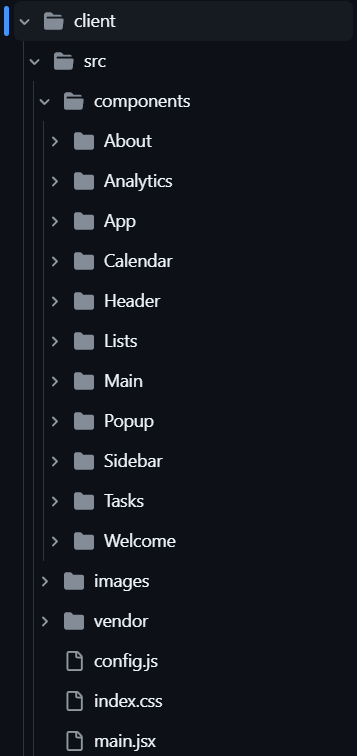 client
src
components
About
Analytics
App
Calendar
Header
Lists
Main
Popup
Sidebar
Tasks
Welcome
images
vendor
config.js
index.css
main.jsx